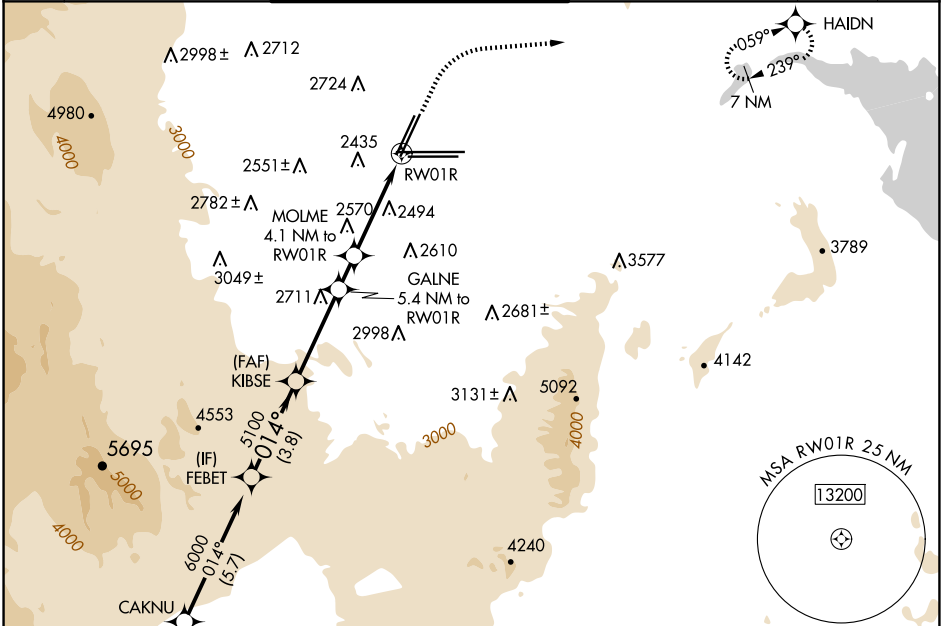 HAIDN
059°
239°
7 NM
2998±
2712
2724
4980
4000
3000
2435
2551±
RW01R
2782±
2570
2494
MOLME
4.1 NM to
RW01R
2610
3049±
GALNE
5.4 NM to
RW01R
2711
3577
3789
2681±
2998
4142
(FAF)
KIBSE
3131±
5092
4000
4553
5100
014°
(3.8)
3000
5695
5000
(IF)
FEBET
4000
6000
014°
(5.7)
4240
CAKNU
MSA RW01R 25 NM
13200